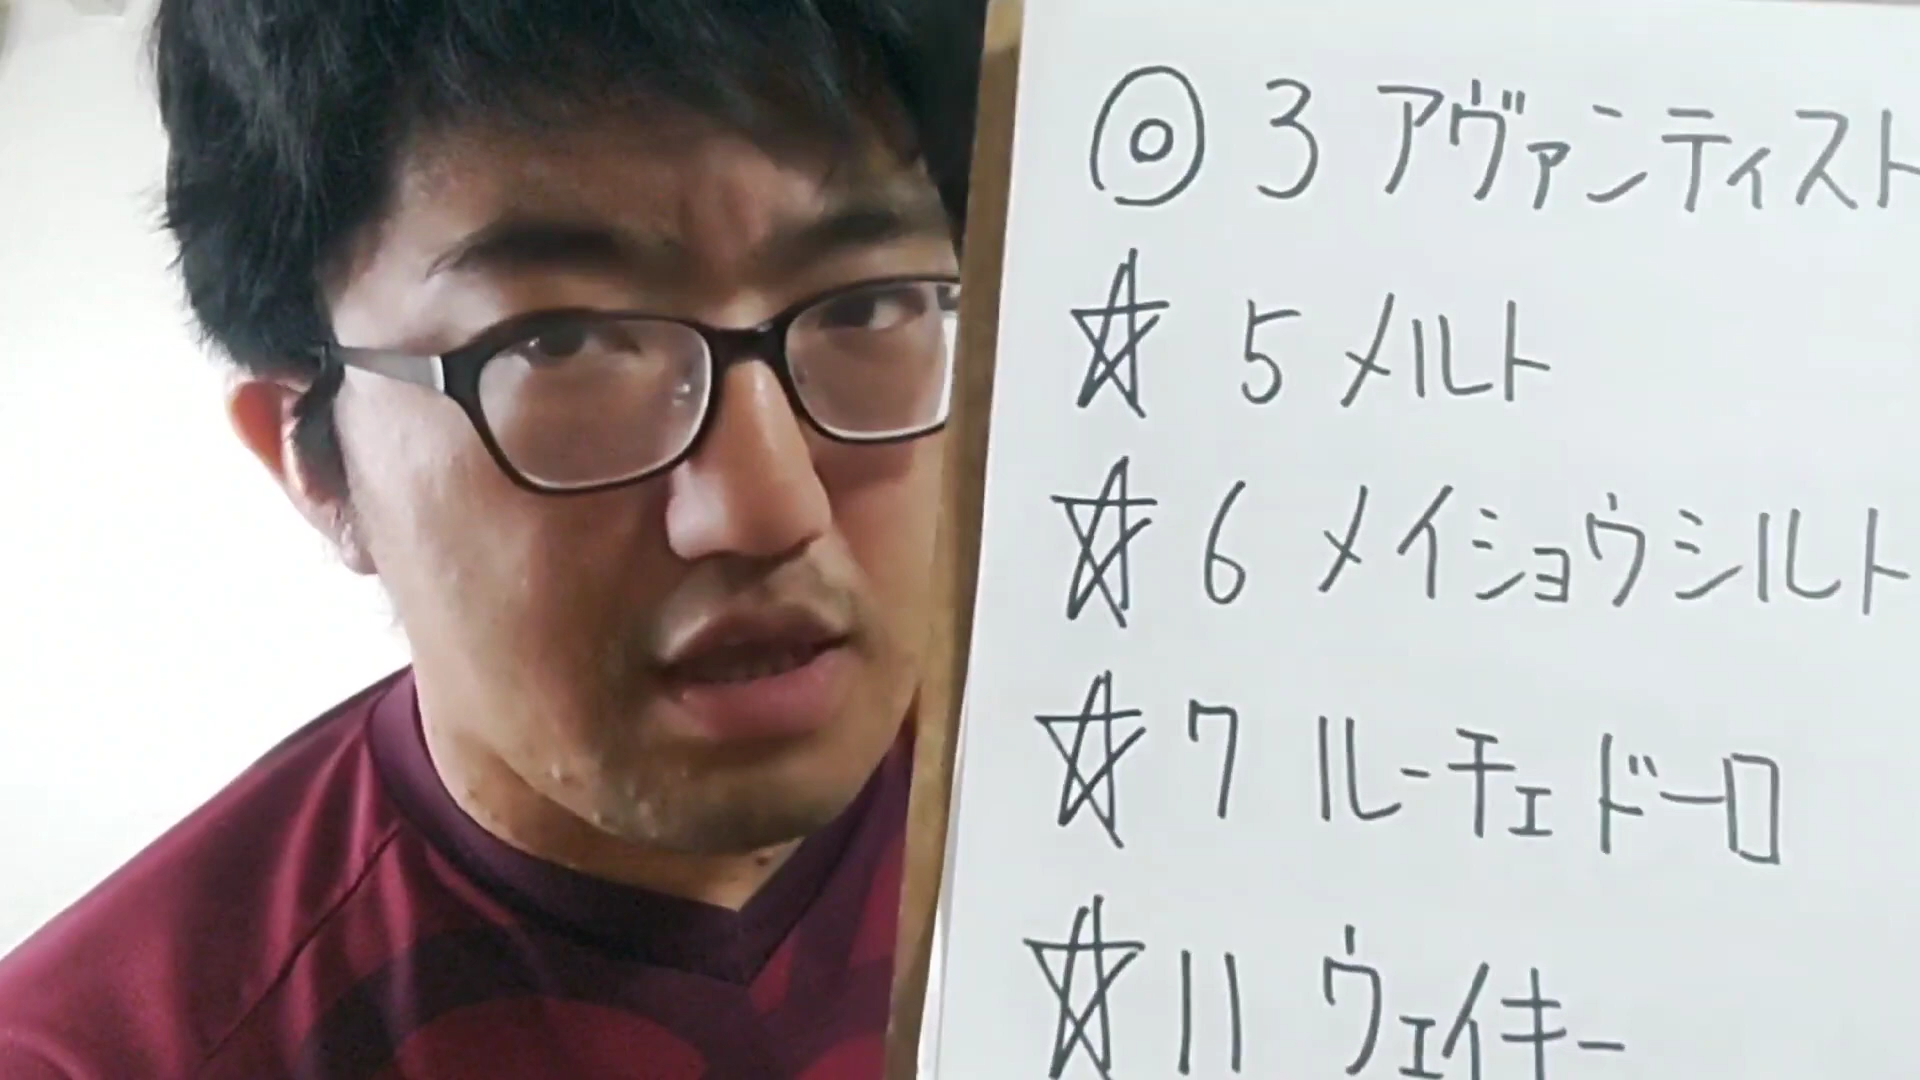 ◎ 3 アヴァンティスト
☆ 5 メルト
☆ 6 メイショウシルト
☆ 7 ルーチェドーロ
☆ 11 ウェイキー